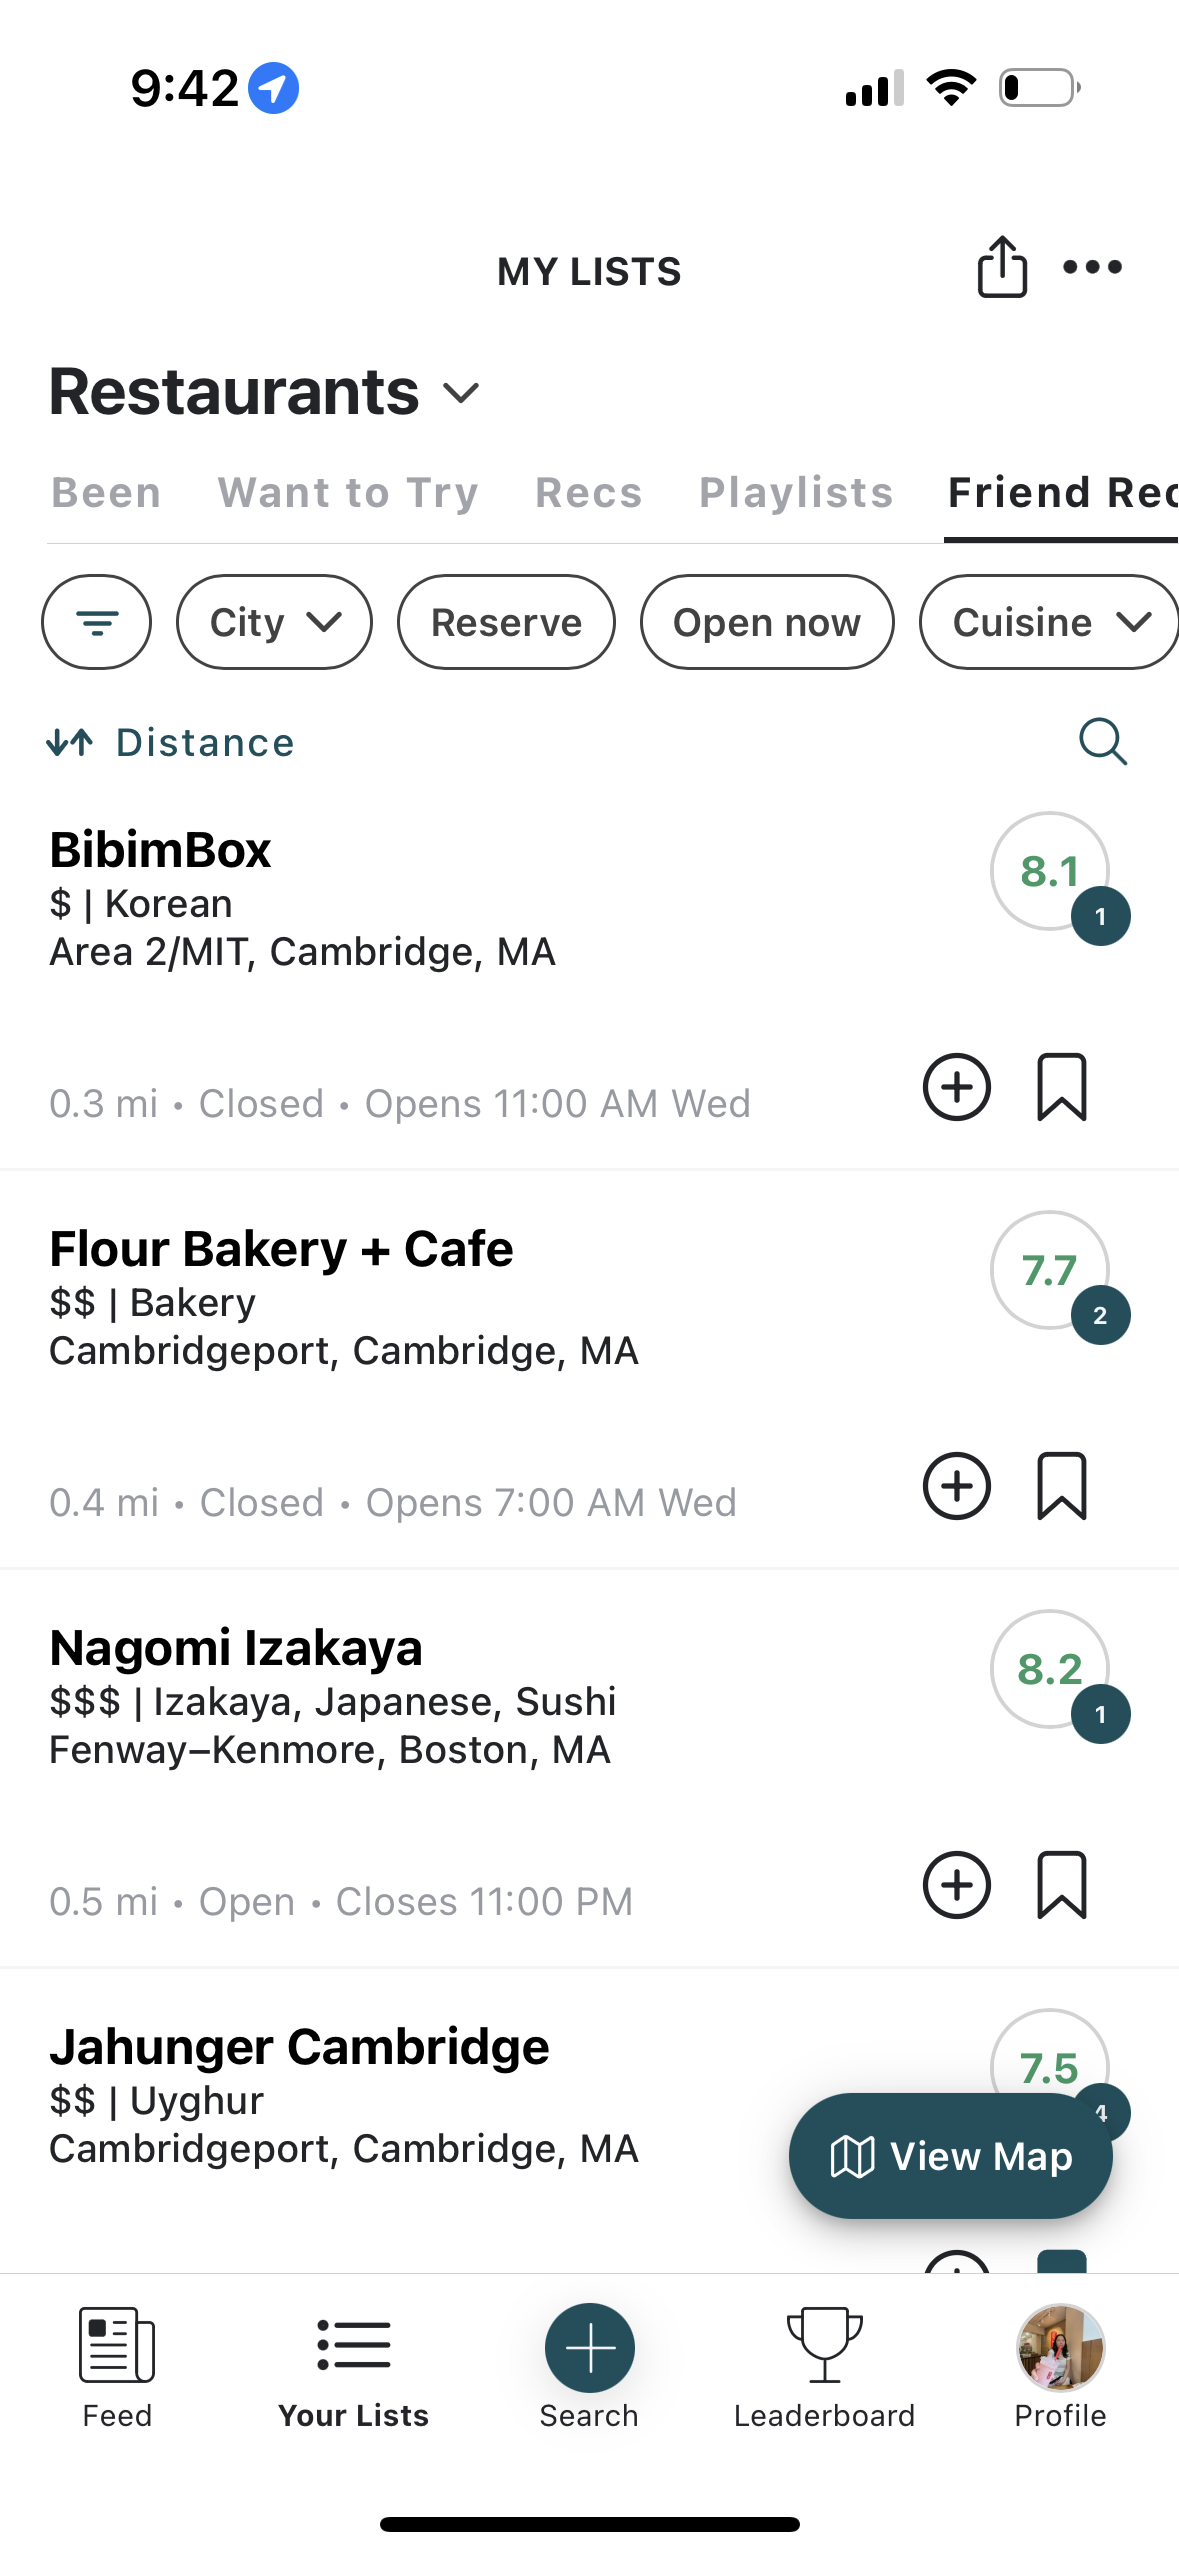 9:42
MY LISTS
Restaurants
Been Want to Try Recs Playlists Friend Rec
City Reserve Open now Cuisine
Distance
BibimBox
8.1
1
$ | Korean
Area 2/MIT, Cambridge, MA
0.3 mi • Closed • Opens 11:00 AM Wed
Flour Bakery + Cafe
7.7
2
$$ | Bakery
Cambridgeport, Cambridge, MA
0.4 mi • Closed • Opens 7:00 AM Wed
Nagomi Izakaya
8.2
1
$$$ | Izakaya, Japanese, Sushi
Fenway–Kenmore, Boston, MA
0.5 mi • Open • Closes 11:00 PM
Jahunger Cambridge
7.5
4
$$ | Uyghur
Cambridgeport, Cambridge, MA
View Map
Feed Your Lists Search Leaderboard Profile